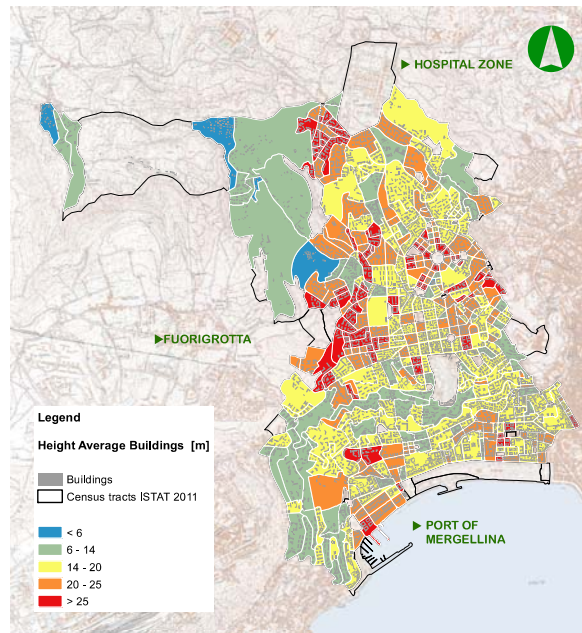 HOSPITAL ZONE
FUORIGROTTA
Legend
Height Average Buildings [m]
Buildings
Census tracts ISTAT 2011
< 6
6 - 14
14 - 20
20 - 25
> 25
PORT OF
MERGELLINA